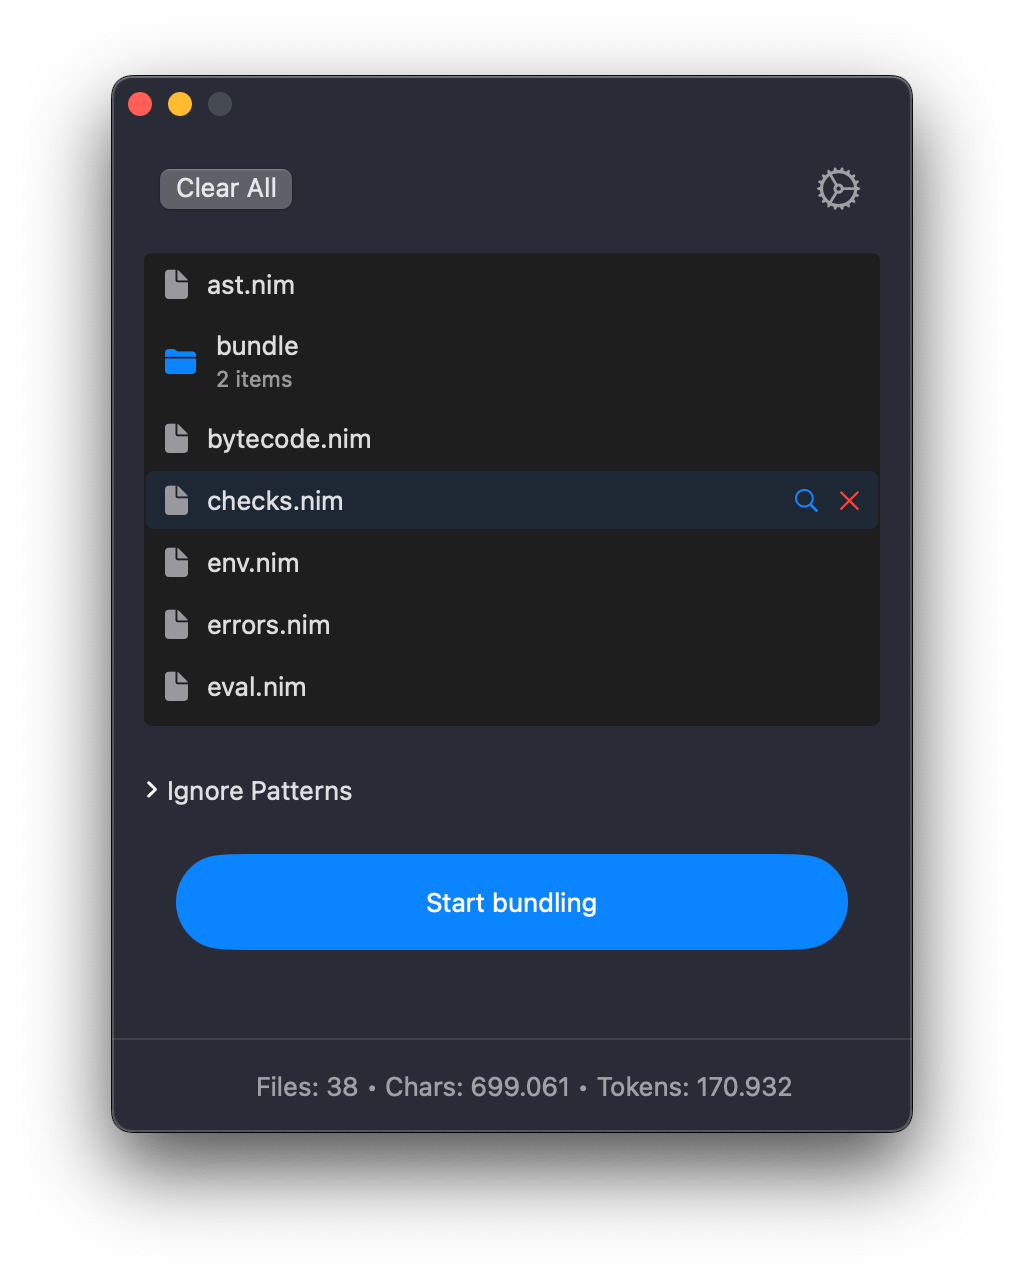 Clear All
ast.nim
bundle
2 items
bytecode.nim
checks.nim
env.nim
errors.nim
eval.nim
Ignore Patterns
Start bundling
Files: 38 • Chars: 699.061 • Tokens: 170.932